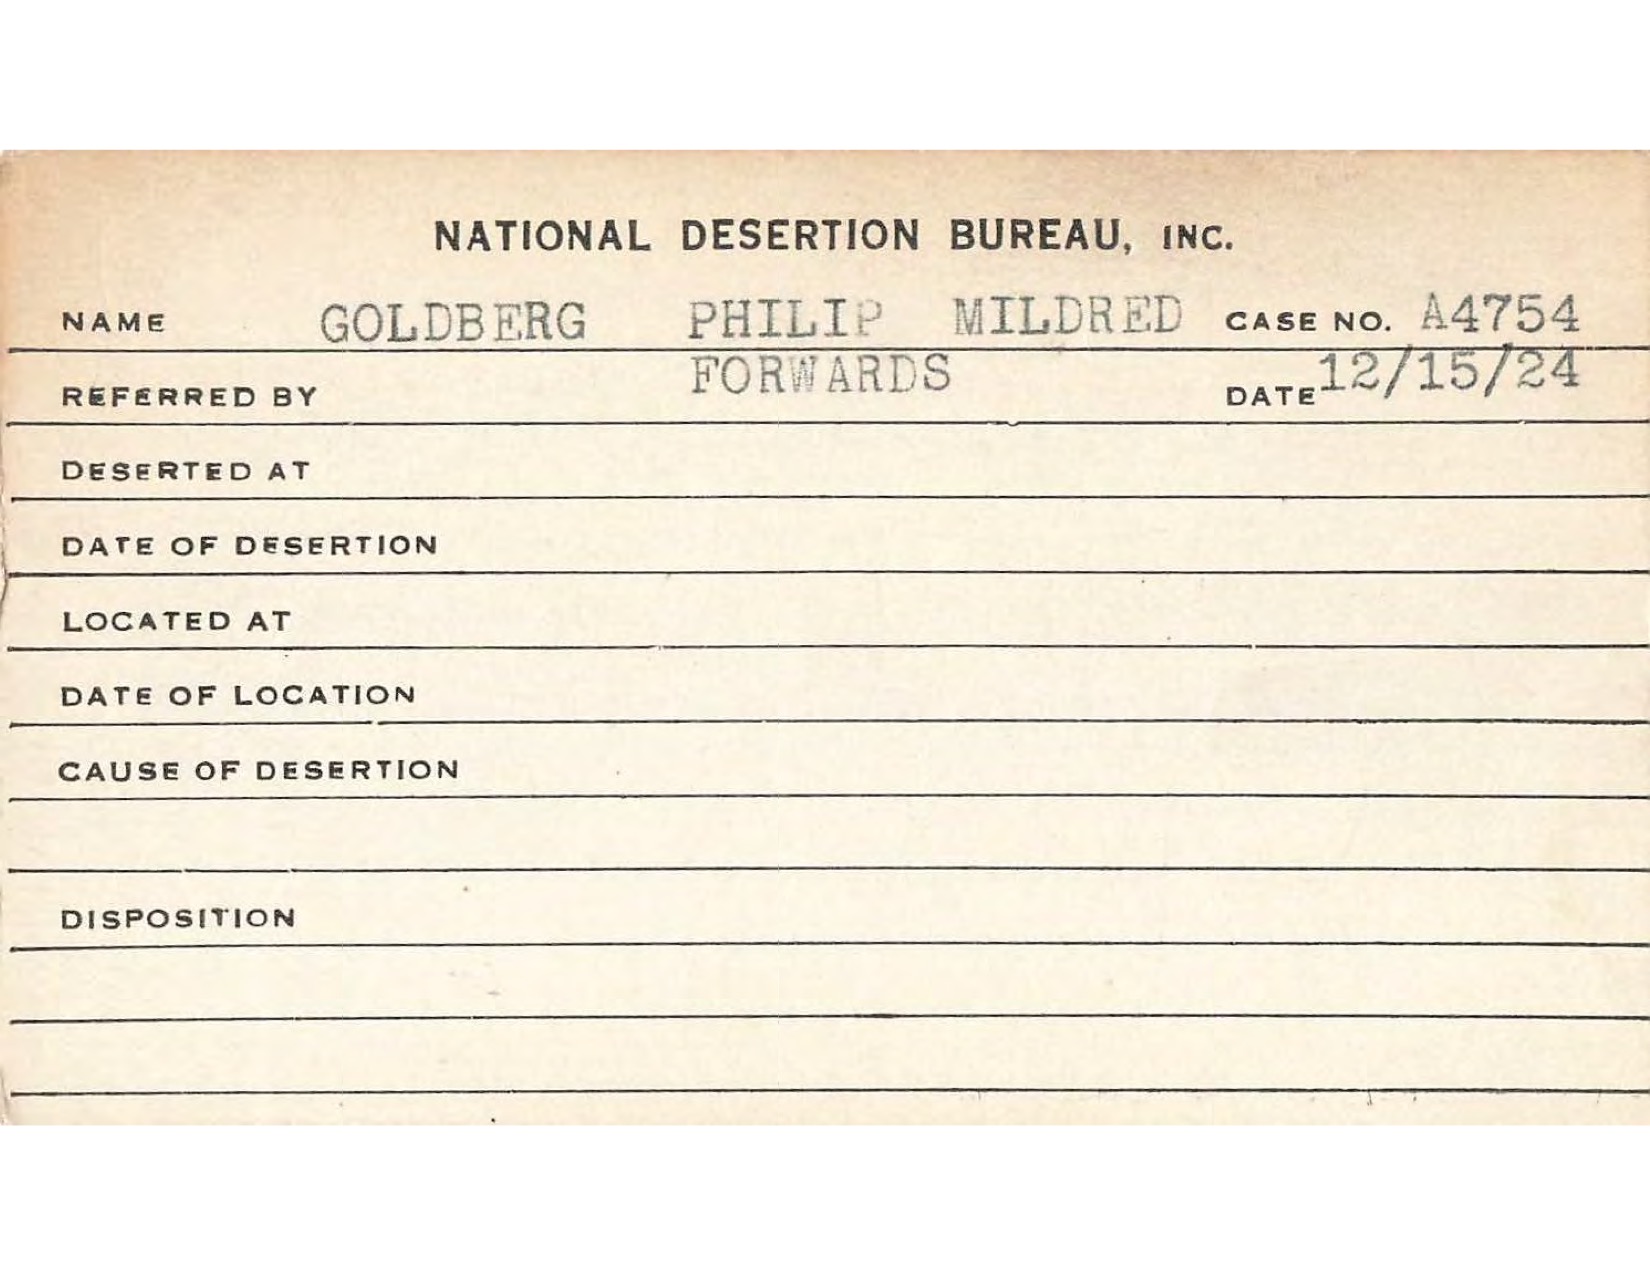 NATIONAL DESERTION BUREAU, INC.
NAME GOLDBERG PHILIP MILDRED CASE NO. A4754
REFERRED BY FORWARDS DATE 12/15/24
DESERTED AT
DATE OF DESERTION
LOCATED AT
DATE OF LOCATION
CAUSE OF DESERTION
DISPOSITION